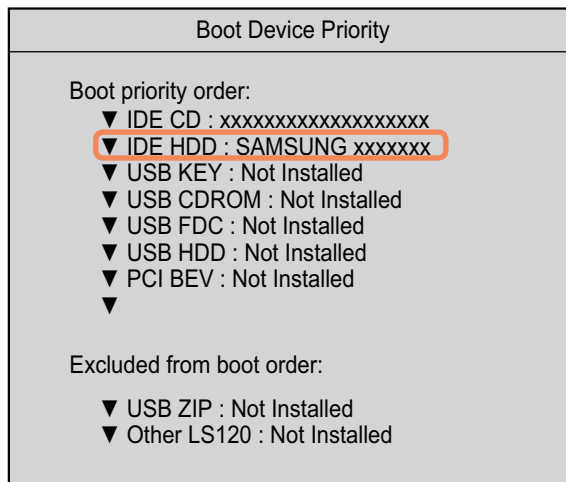 Boot Device Priority
Boot priority order:
▼ IDE CD : xxxxxxxxxxxxxxxxxxx
▼ IDE HDD : SAMSUNG xxxxxxx
▼ USB KEY : Not Installed
▼ USB CDROM : Not Installed
▼ USB FDC : Not Installed
▼ USB HDD : Not Installed
▼ PCI BEV : Not Installed
▼
Excluded from boot order:
▼ USB ZIP : Not Installed
▼ Other LS120 : Not Installed